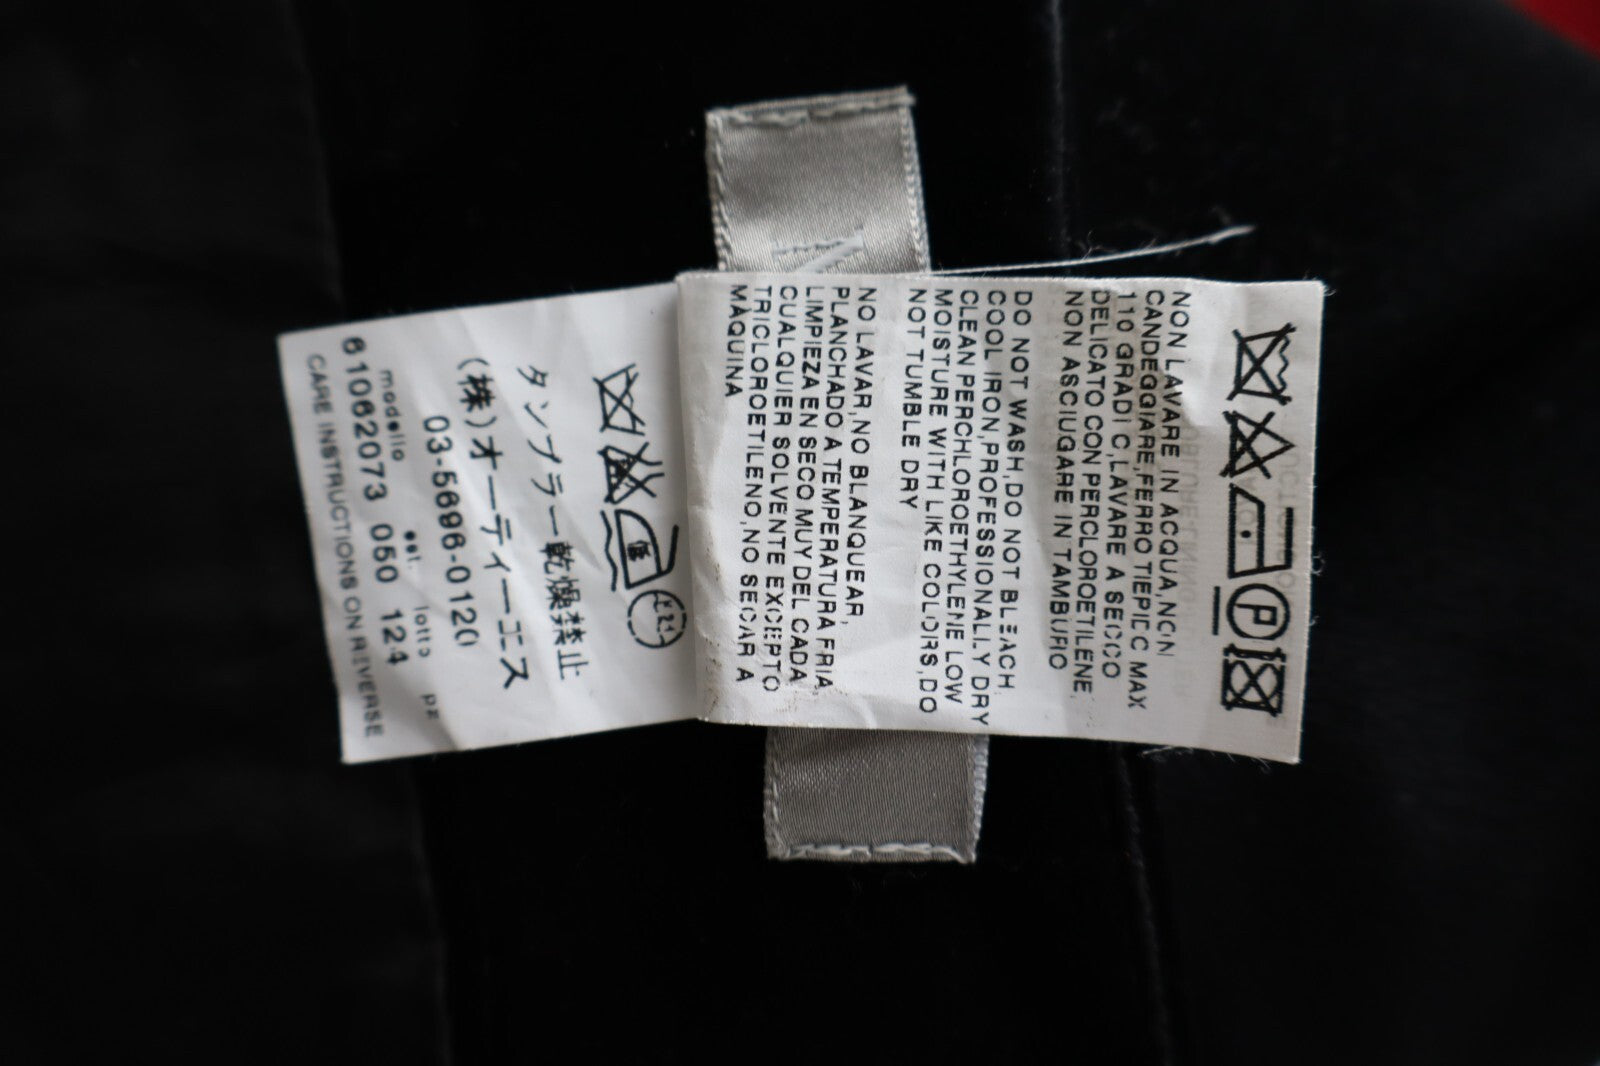 NON LAVARE IN ACQUA,NON
CANDEGGIARE,FERRO TIEPIDO MAX
110 GRADI C,LAVARE A SECCO
DELICATO CON PERCLOROETILENE,
NON ASCIUGARE IN TAMBURO
DO NOT WASH,DO NOT BLEACH,
COOL IRON,PROFESSIONALLY DRY
CLEAN PERCHLOROETHYLENE LOW
MOISTURE WITH LIKE COLORS,DO
NOT TUMBLE DRY
NO LAVAR,NO BLANQUEAR,
PLANCHADO A TEMPERATURA FRIA,
LIMPIEZA EN SECO MUY DEL CADA
CUALQUIER SOLVENTE EXCEPTO
TRICLOROETILENO,NO SECAR A
MÀQUINA
タンブラー乾燥禁止
(株)オーティーエス
03-5696-0120
modello est. lotto pz
61062073 050 124
CARE INSTRUCTIONS ON REVERSE
P